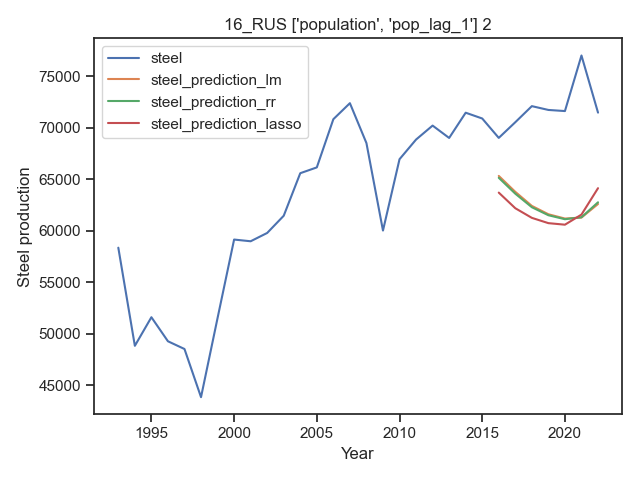 16_RUS ['population', 'pop_lag_1'] 2
steel
steel_prediction_lm
steel_prediction_rr
steel_prediction_lasso
75000
70000
65000
60000
55000
50000
45000
Steel production
1995 2000 2005 2010 2015 2020
Year